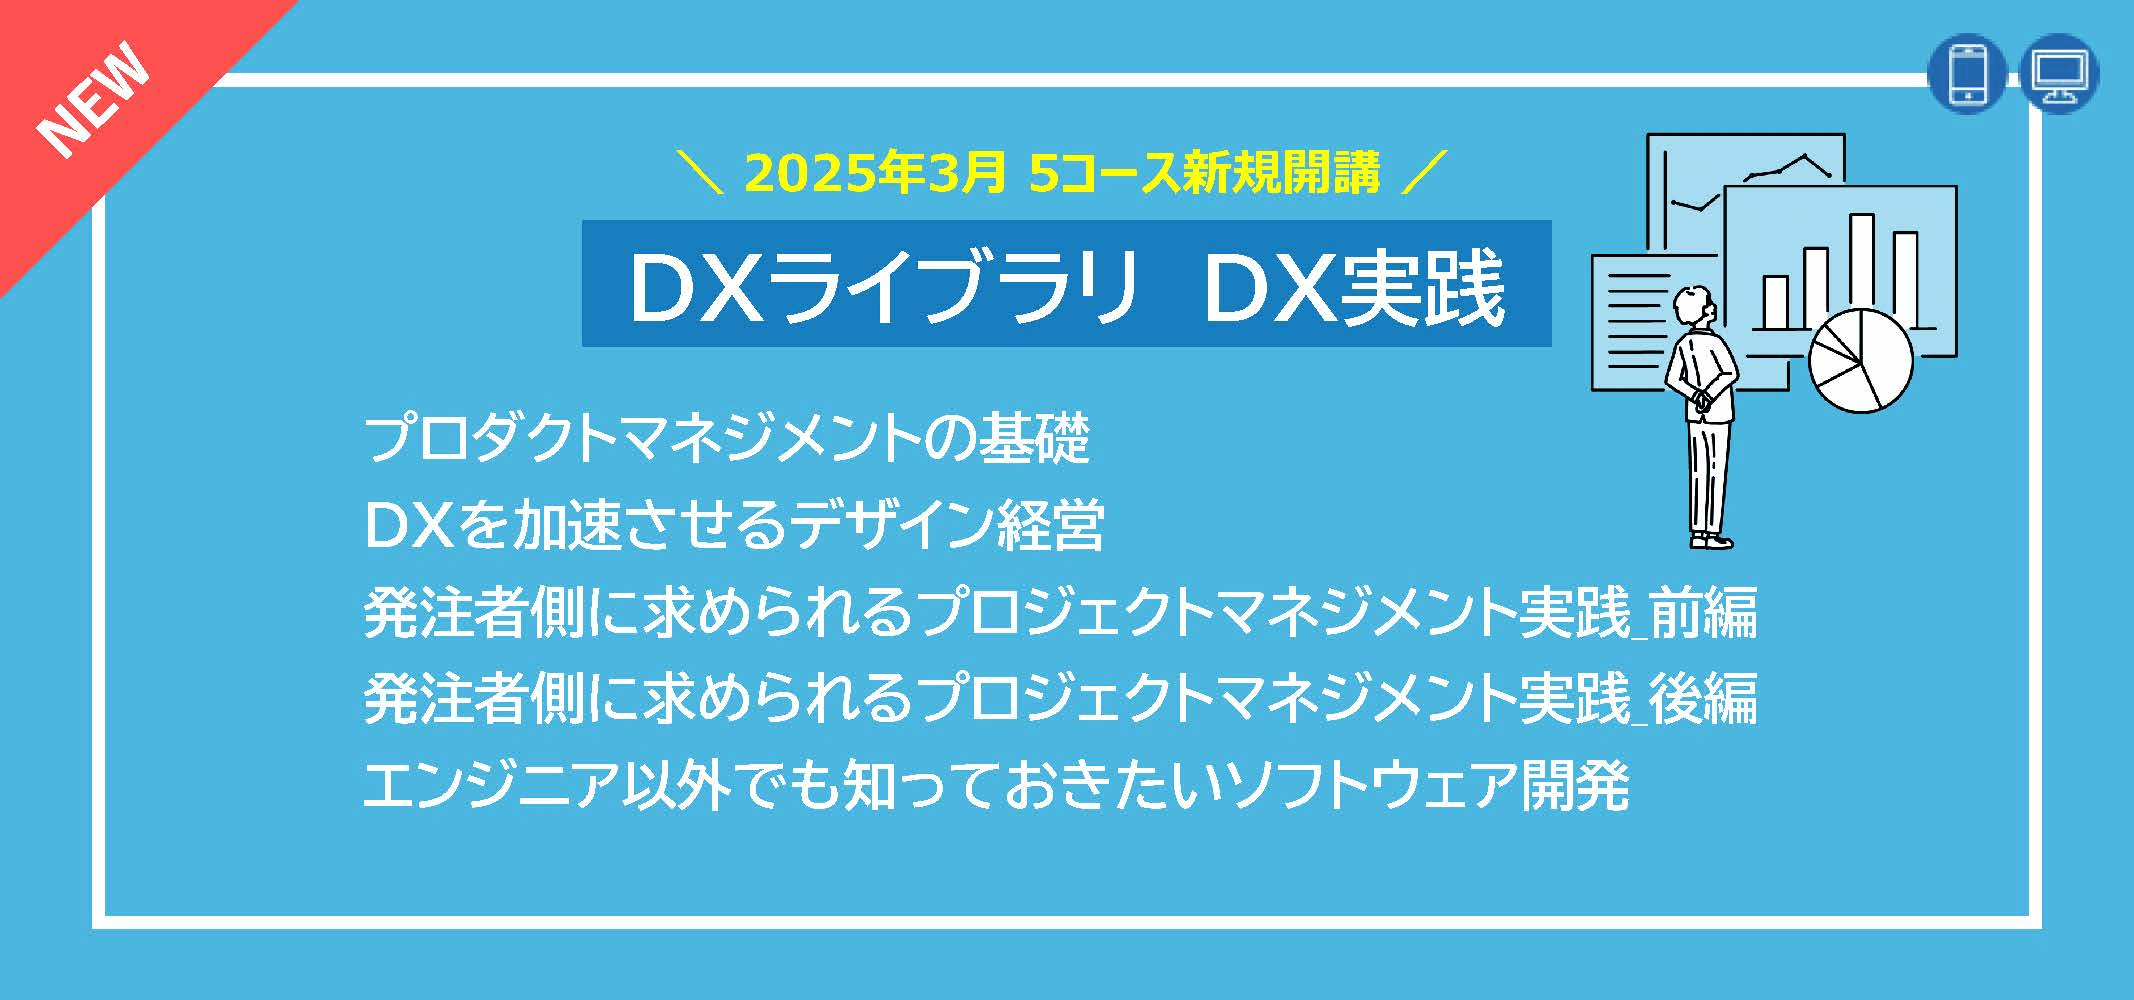 NEW
＼ 2025年3月 5コース新規開講 ／
DXライブラリ　DX実践
プロダクトマネジメントの基礎
DXを加速させるデザイン経営
発注者側に求められるプロジェクトマネジメント実践_前編
発注者側に求められるプロジェクトマネジメント実践_後編
エンジニア以外でも知っておきたいソフトウェア開発